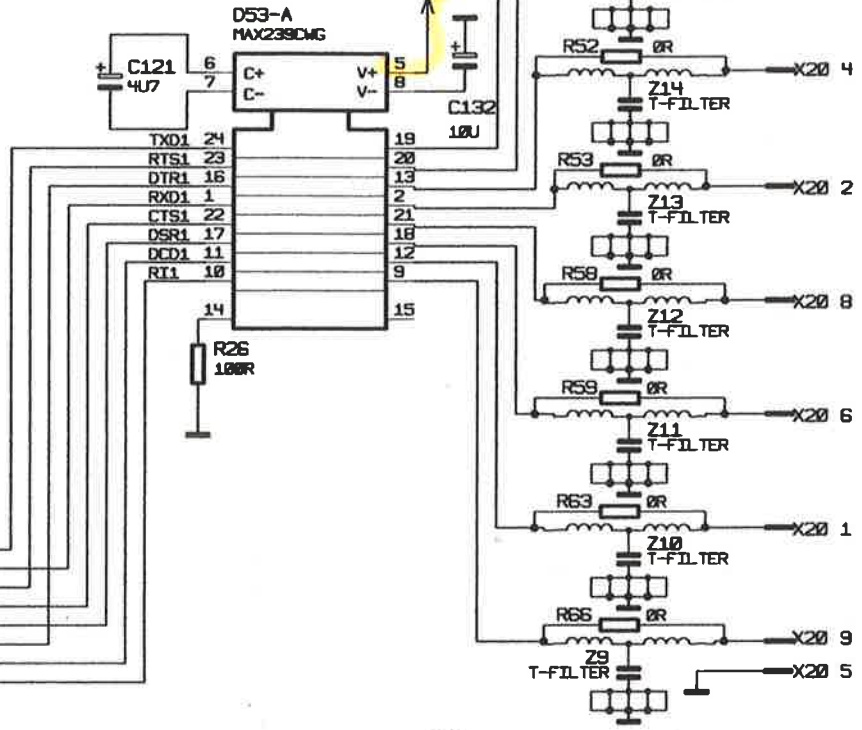 D53-A
MAX239CWG
C121
4U7
6
7
C+
C-
V+
V-
5
8
C132
10U
TXD1 24
RTS1 23
DTR1 16
RXD1 1
CTS1 22
DSR1 17
DCD1 11
RI1 10
14
19
20
13
2
21
18
12
9
15
R26
100R
R52 0R
X20 4
Z14
T-FILTER
R53 0R
X20 2
Z13
T-FILTER
R58 0R
X20 8
Z12
T-FILTER
R59 0R
X20 6
Z11
T-FILTER
R63 0R
X20 1
Z10
T-FILTER
R66 0R
X20 9
Z9
T-FILTER
X20 5